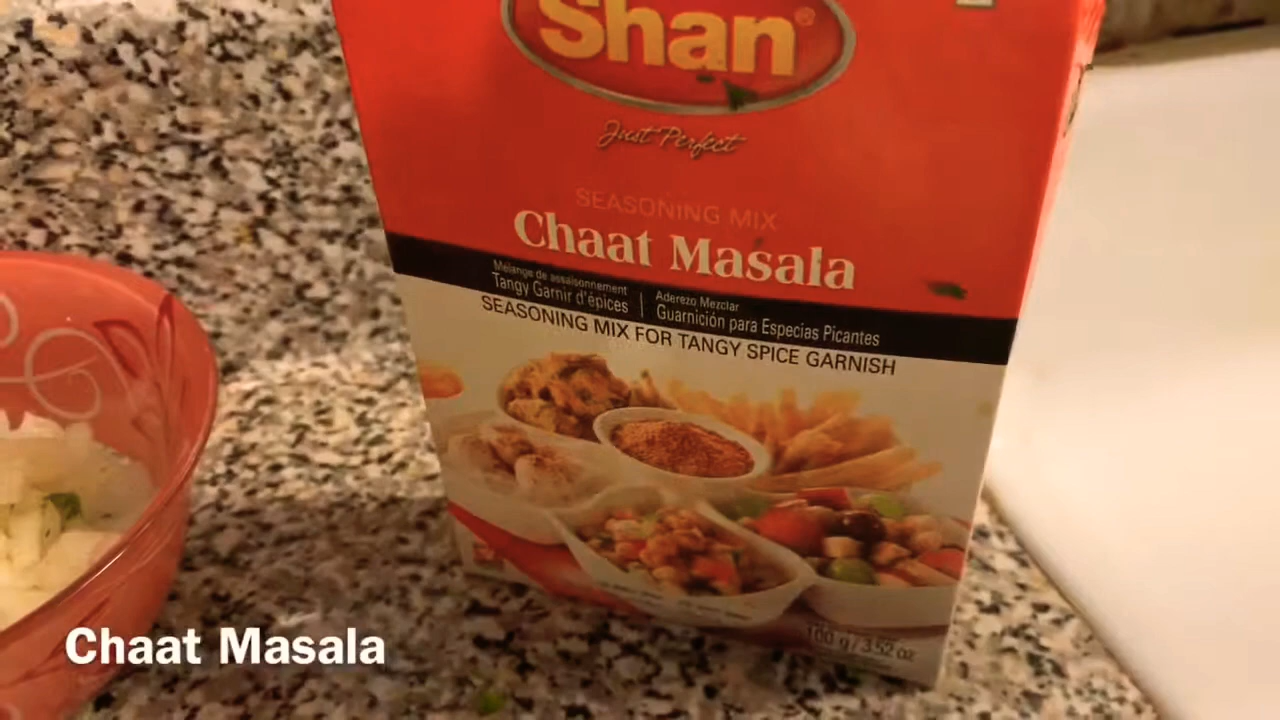 Shan®
Just Perfect
SEASONING MIX
Chaat Masala
Mélange de assaisonnement
Tangy Garnir d'épices
Aderezo Mezclar
Guarnición para Especias Picantes
SEASONING MIX FOR TANGY SPICE GARNISH
100 g / 3.52 oz
Chaat Masala